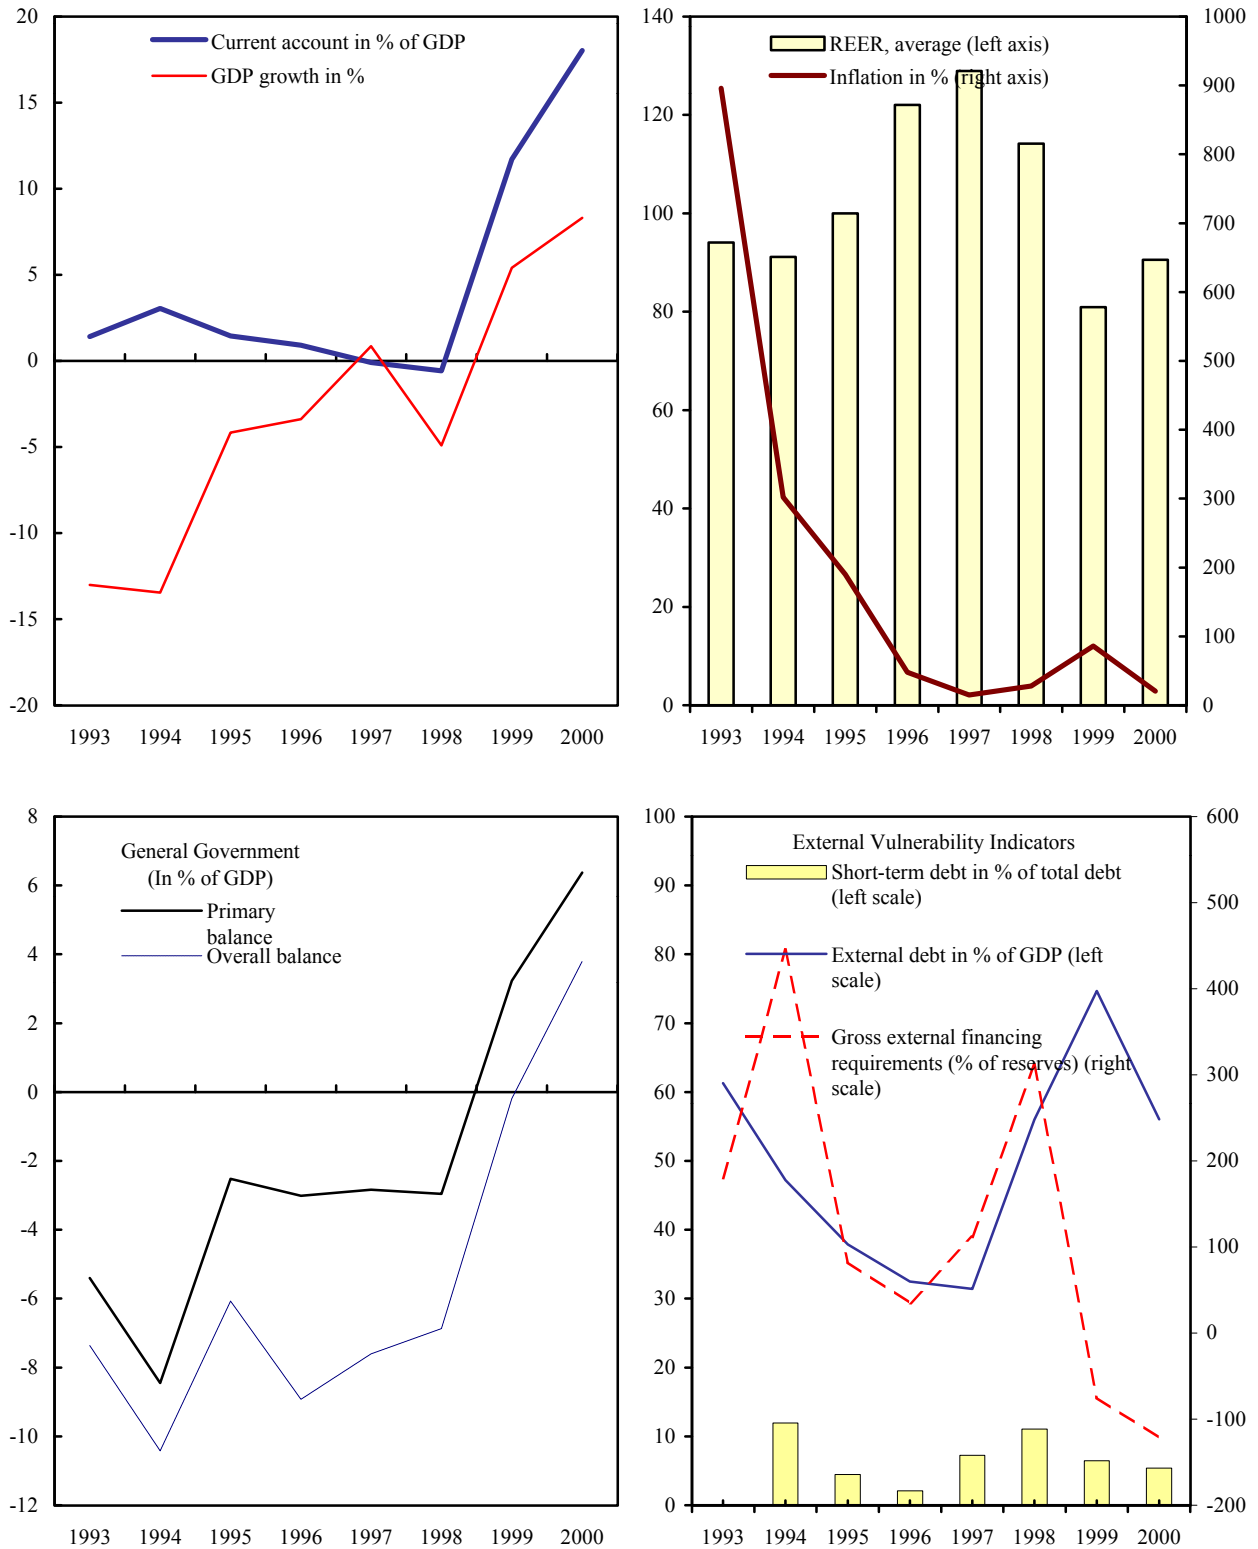 Current account in % of GDP
GDP growth in %
20
15
10
5
0
-5
-10
-15
-20
1993 1994 1995 1996 1997 1998 1999 2000
REER, average (left axis)
Inflation in % (right axis)
140
120
100
80
60
40
20
0
1000
900
800
700
600
500
400
300
200
100
0
1993 1994 1995 1996 1997 1998 1999 2000
General Government
(In % of GDP)
Primary
balance
Overall balance
8
6
4
2
0
-2
-4
-6
-8
-10
-12
1993 1994 1995 1996 1997 1998 1999 2000
External Vulnerability Indicators
Short-term debt in % of total debt
(left scale)
External debt in % of GDP (left
scale)
Gross external financing
requirements (% of reserves) (right
scale)
100
90
80
70
60
50
40
30
20
10
0
600
500
400
300
200
100
0
-100
-200
1993 1994 1995 1996 1997 1998 1999 2000